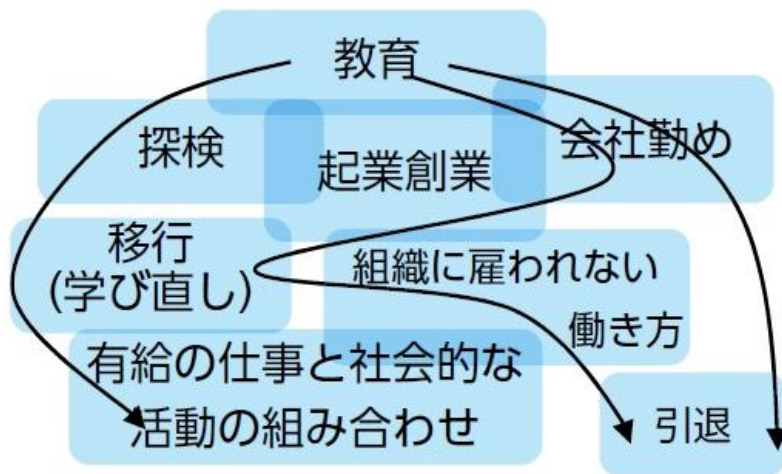 教育
探検
起業創業
会社勤め
移行
(学び直し)
組織に雇われない
働き方
有給の仕事と社会的な
活動の組み合わせ
引退